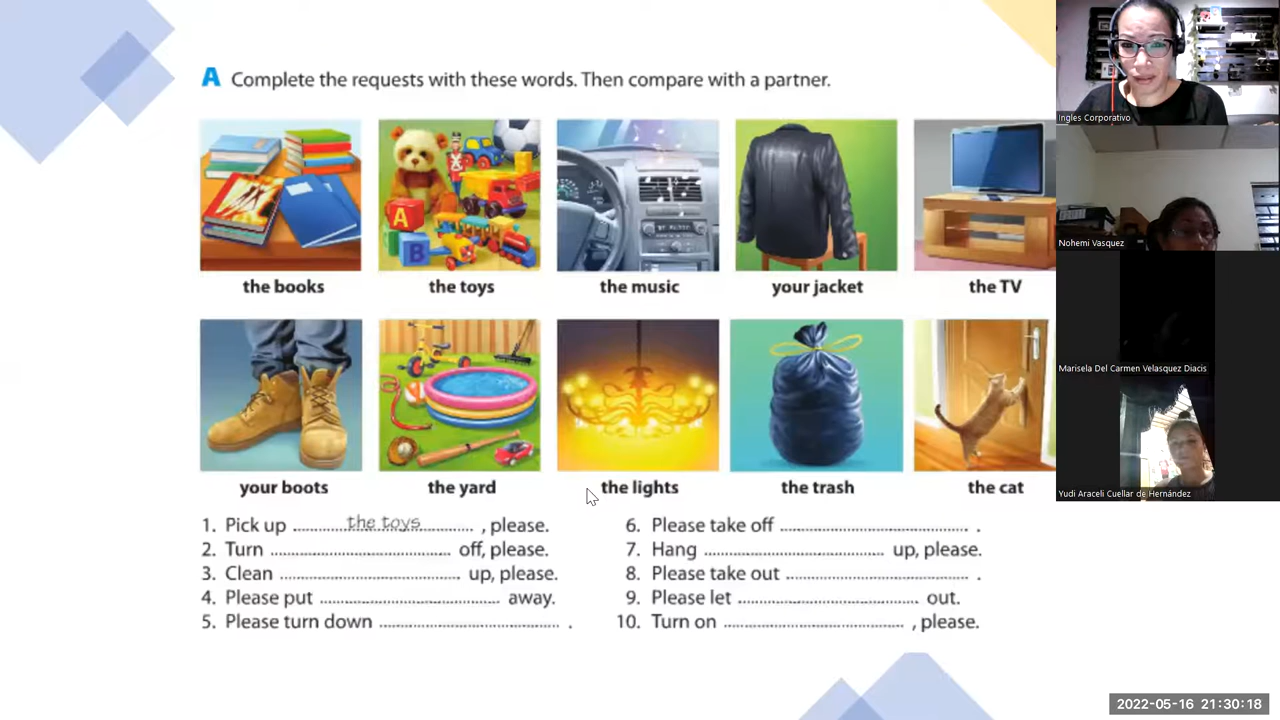 A Complete the requests with these words. Then compare with a partner.
the books
the toys
the music
your jacket
the TV
your boots
the yard
the lights
the trash
the cat
1. Pick up the toys , please.
2. Turn off, please.
3. Clean up, please.
4. Please put away.
5. Please turn down .
6. Please take off .
7. Hang up, please.
8. Please take out .
9. Please let out.
10. Turn on , please.
A
B
Ingles Corporativo
Nohemi Vasquez
Marisela Del Carmen Velasquez Diacis
Yudi Araceli Cuellar de Hernández
2022-05-16 21:30:18